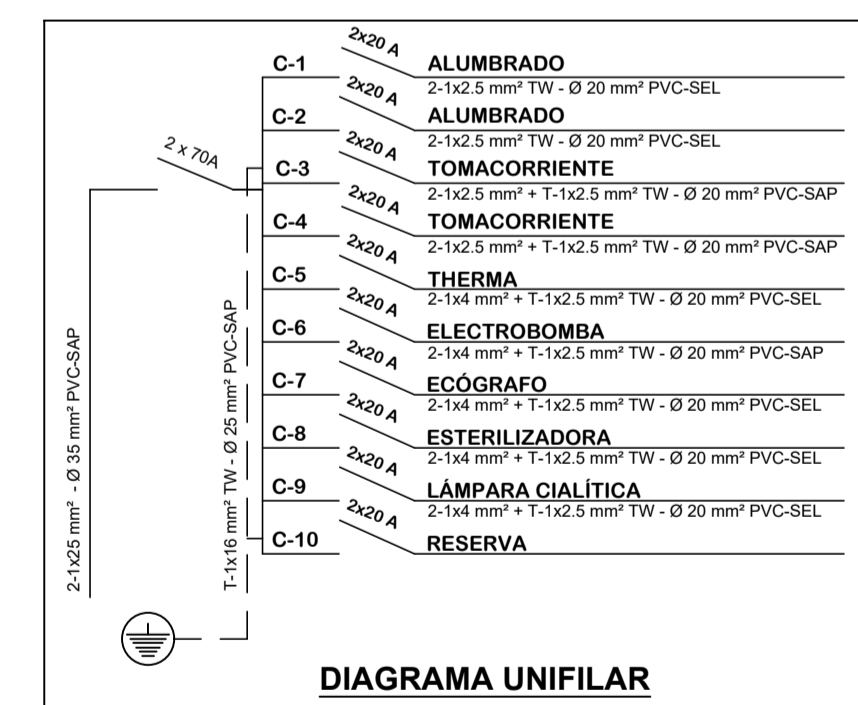 2x20 A
C-1 ALUMBRADO
2-1x2.5 mm² TW - Ø 20 mm² PVC-SEL
2x20 A
C-2 ALUMBRADO
2-1x2.5 mm² TW - Ø 20 mm² PVC-SEL
2 x 70A
2x20 A
C-3 TOMACORRIENTE
2-1x2.5 mm² + T-1x2.5 mm² TW - Ø 20 mm² PVC-SAP
2x20 A
C-4 TOMACORRIENTE
2-1x2.5 mm² + T-1x2.5 mm² TW - Ø 20 mm² PVC-SAP
2x20 A
C-5 THERMA
2-1x4 mm² + T-1x2.5 mm² TW - Ø 20 mm² PVC-SEL
2x20 A
C-6 ELECTROBOMBA
2-1x4 mm² + T-1x2.5 mm² TW - Ø 20 mm² PVC-SAP
2x20 A
C-7 ECÓGRAFO
2-1x4 mm² + T-1x2.5 mm² TW - Ø 20 mm² PVC-SEL
2x20 A
C-8 ESTERILIZADORA
2-1x4 mm² + T-1x2.5 mm² TW - Ø 20 mm² PVC-SEL
2x20 A
C-9 LÁMPARA CIALÍTICA
2-1x4 mm² + T-1x2.5 mm² TW - Ø 20 mm² PVC-SEL
2x20 A
C-10 RESERVA
2-1x25 mm² - Ø 35 mm² PVC-SAP
T-1x16 mm² TW - Ø 25 mm² PVC-SAP
DIAGRAMA UNIFILAR